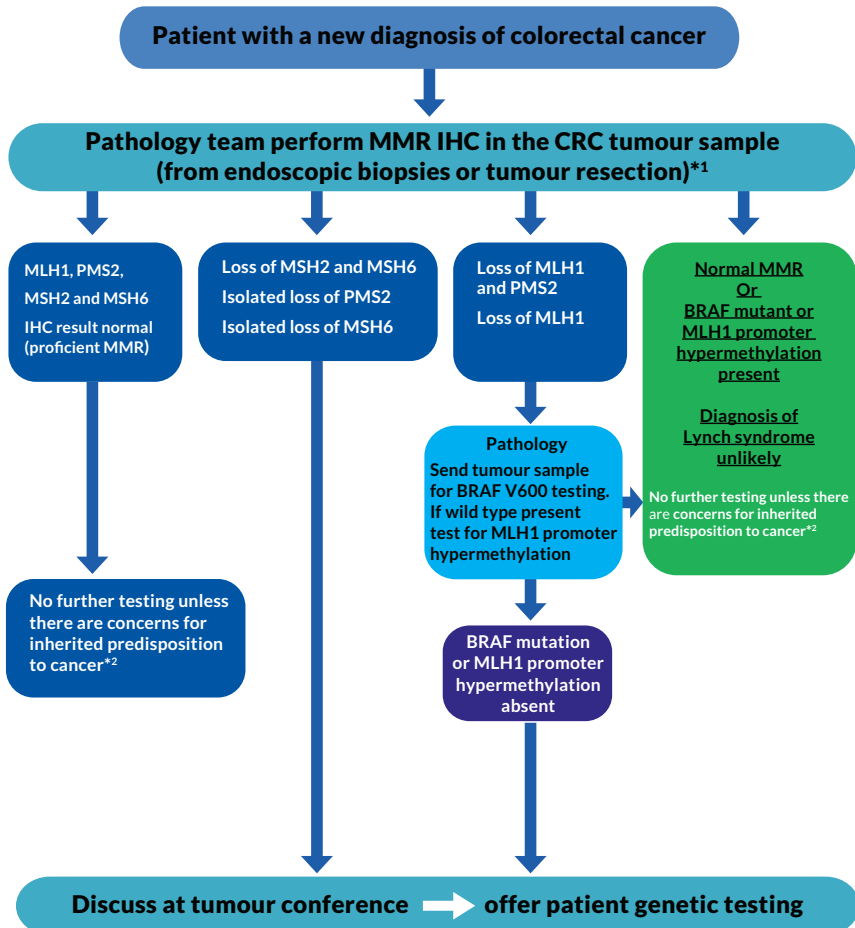 Patient with a new diagnosis of colorectal cancer
Pathology team perform MMR IHC in the CRC tumour sample
(from endoscopic biopsies or tumour resection)*1
MLH1, PMS2,
MSH2 and MSH6
IHC result normal
(proficient MMR)
Loss of MSH2 and MSH6
Isolated loss of PMS2
Isolated loss of MSH6
Loss of MLH1
and PMS2
Loss of MLH1
Normal MMR
Or
BRAF mutant or
MLH1 promoter
hypermethylation
present
Diagnosis of
Lynch syndrome
unlikely
No further testing unless there
are concerns for inherited
predisposition to cancer*2
Pathology
Send tumour sample
for BRAF V600 testing.
If wild type present
test for MLH1 promoter
hypermethylation
No further testing unless
there are concerns for
inherited predisposition
to cancer*2
BRAF mutation
or MLH1 promoter
hypermethylation
absent
Discuss at tumour conference offer patient genetic testing